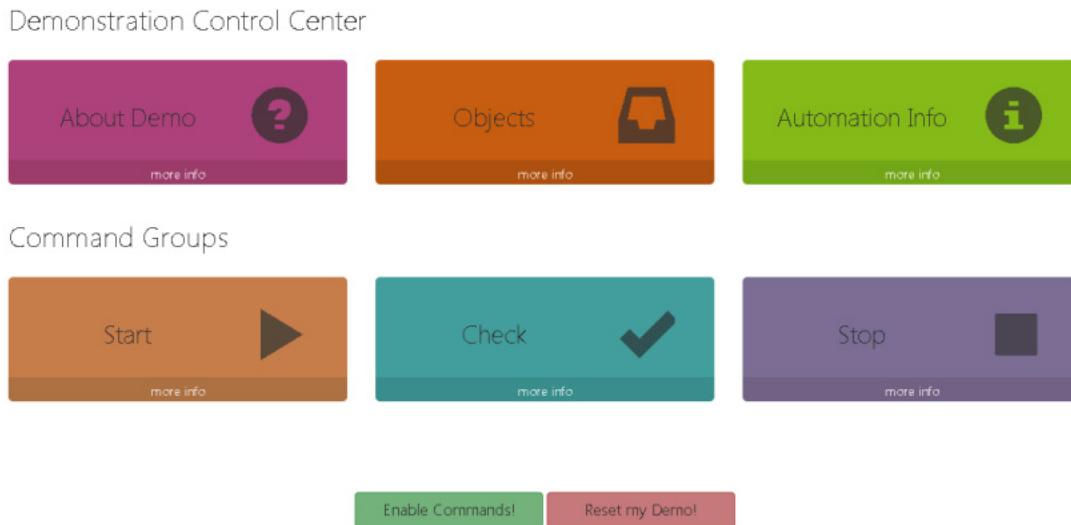 Demonstration Control Center
About Demo
Objects
Automation Info
more info
more info
more info
Command Groups
Start
Check
Stop
more info
more info
more info
Enable Commands!
Reset my Demo!